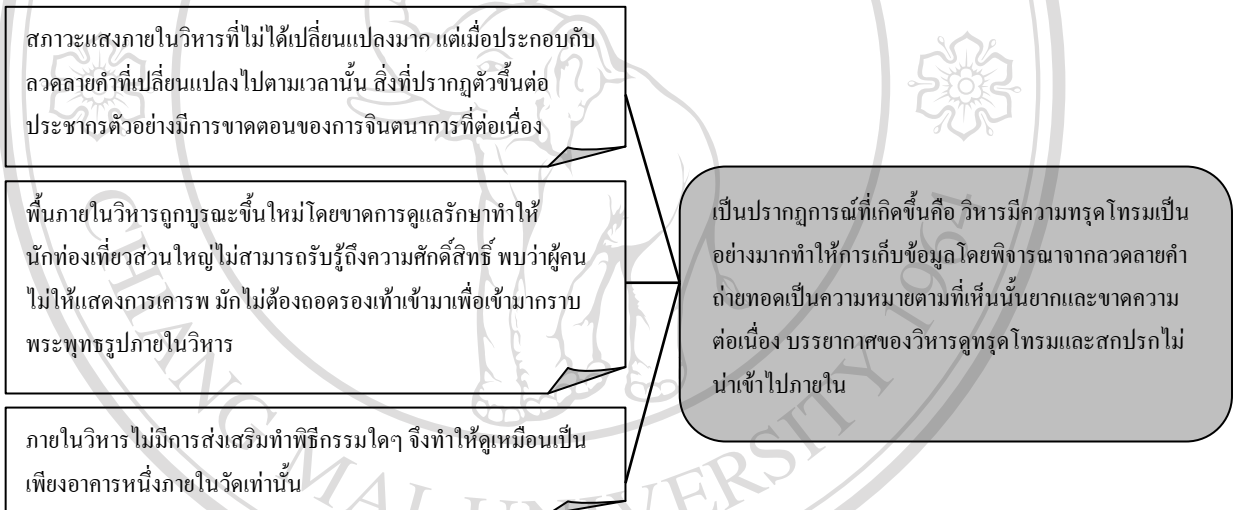 สภาวะแสงภายในวิหารที่ไม่ได้เปลี่ยนแปลงมาก แต่เมื่อประกอบกับ
ลวดลายคำที่เปลี่ยนแปลงไปตามเวลานั้น สิ่งที่ปรากฏตัวขึ้นต่อ
ประชากรตัวอย่างมีการขาดตอนของการจินตนาการที่ต่อเนื่อง
พื้นภายในวิหารถูกบูรณะขึ้นใหม่โดยขาดการดูแลรักษาทำให้
นักท่องเที่ยวส่วนใหญ่ไม่สามารถรับรู้ถึงความศักดิ์สิทธิ์ พบว่าผู้คน
ไม่ให้แสดงการเคารพ มักไม่ต้องถอดรองเท้าเข้ามาเพื่อเข้ามากราบ
พระพุทธรูปภายในวิหาร
ภายในวิหารไม่มีการส่งเสริมทำพิธีกรรมใดๆ จึงทำให้ดูเหมือนเป็น
เพียงอาคารหนึ่งภายในวัดเท่านั้น
เป็นปรากฏการณ์ที่เกิดขึ้นคือ วิหารมีความทรุดโทรมเป็น
อย่างมากทำให้การเก็บข้อมูลโดยพิจารณาจากลวดลายคำ
ถ่ายทอดเป็นความหมายตามที่เห็นนั้นยากและขาดความ
ต่อเนื่อง บรรยากาศของวิหารดูทรุดโทรมและสกปรกไม่
น่าเข้าไปภายใน
CHIANG MAI UNIVERSITY 1964